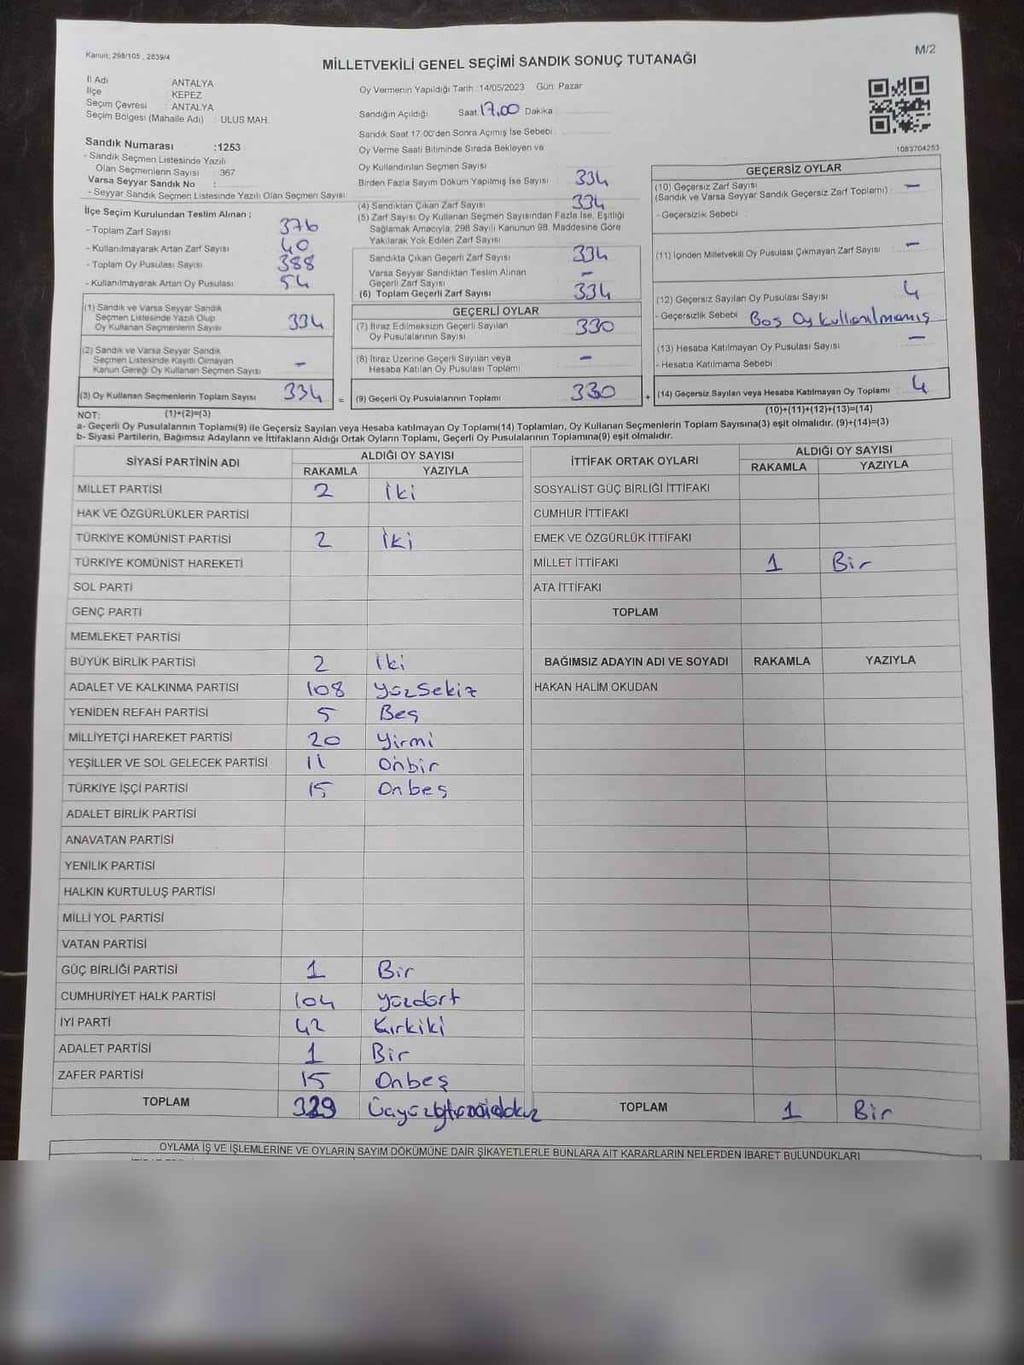 Kanun; 298/105 , 2839/4
M/2
MİLLETVEKİLİ GENEL SEÇİMİ SANDIK SONUÇ TUTANAĞI
İl Adı ANTALYA
İlçe KEPEZ
Seçim Çevresi : ANTALYA
Seçim Bölgesi (Mahalle Adı) : ULUS MAH.
Sandık Numarası :1253
- Sandık Seçmen Listesinde Yazılı
Olan Seçmenlerin Sayısı : 367
Varsa Seyyar Sandık No :
- Seyyar Sandık Seçmen Listesinde Yazılı Olan Seçmen Sayısı
İlçe Seçim Kurulundan Teslim Alınan :
- Toplam Zarf Sayısı 376
- Kullanılmayarak Artan Zarf Sayısı 40
- Toplam Oy Pusulası Sayısı 388
- Kullanılmayarak Artan Oy Pusulası 54
(1) Sandık ve Varsa Seyyar Sandık
Seçmen Listesinde Yazılı Olup
Oy Kullanan Seçmenlerin Sayısı 334
(2) Sandık ve Varsa Seyyar Sandık
Seçmen Listesinde Kayıtlı Olmayan
Kanun Gereği Oy Kullanan Seçmen Sayısı –
(3) Oy Kullanan Seçmenlerin Toplam Sayısı 334
Oy Vermenin Yapıldığı Tarih :14/05/2023 Gün: Pazar
Sandığın Açıldığı Saat 17.00 Dakika
Sandık Saat 17.00'den Sonra Açımış İse Sebebi
Oy Verme Saati Bitiminde Sırada Bekleyen ve
Oy Kullandırılan Seçmen Sayısı
Birden Fazla Sayım Döküm Yapılmış İse Sayısı 334
(4) Sandıktan Çıkan Zarf Sayısı 334
(5) Zarf Sayısı Oy Kullanan Seçmen Sayısından Fazla İse, Eşitliği
Sağlamak Amacıyla, 298 Sayılı Kanunun 98. Maddesine Göre
Yakılarak Yok Edilen Zarf Sayısı
Sandıkta Çıkan Geçerli Zarf Sayısı 334
Varsa Seyyar Sandıktan Teslim Alınan
Geçerli Zarf Sayısı –
(6) Toplam Geçerli Zarf Sayısı 334
GEÇERLİ OYLAR
(7) İtiraz Edilmeksizin Geçerli Sayılan
Oy Pusulalarının Sayısı 330
(8) İtiraz Üzerine Geçerli Sayılan veya
Hesaba Katılan Oy Pusulası Toplamı –
= (9) Geçerli Oy Pusulalarının Toplamı 330
1083704253
GEÇERSİZ OYLAR
(10) Geçersiz Zarf Sayısı –
(Sandık ve Varsa Seyyar Sandık Geçersiz Zarf Toplamı)
- Geçersizlik Sebebi
(11) İçinden Milletvekili Oy Pusulası Çıkmayan Zarf Sayısı –
(12) Geçersiz Sayılan Oy Pusulası Sayısı 4
- Geçersizlik Sebebi Boş Oy kullanılmamış
(13) Hesaba Katılmayan Oy Pusulası Sayısı –
- Hesaba Katılmama Sebebi
+ (14) Geçersiz Sayılan veya Hesaba Katılmayan Oy Toplamı 4
NOT: (1)+(2)=(3) (10)+(11)+(12)+(13)=(14)
a- Geçerli Oy Pusulalarının Toplamı(9) ile Geçersiz Sayılan veya Hesaba katılmayan Oy Toplamı(14) Toplamları, Oy Kullanan Seçmenlerin Toplam Sayısına(3) eşit olmalıdır. (9)+(14)=(3)
b- Siyasi Partilerin, Bağımsız Adayların ve İttifakların Aldığı Ortak Oyların Toplamı, Geçerli Oy Pusulalarının Toplamına(9) eşit olmalıdır.
SİYASİ PARTİNİN ADI ALDIĞI OY SAYISI
RAKAMLA YAZIYLA
MİLLET PARTİSİ 2 iki
HAK VE ÖZGÜRLÜKLER PARTİSİ
TÜRKİYE KOMÜNİST PARTİSİ 2 iki
TÜRKİYE KOMÜNİST HAREKETİ
SOL PARTİ
GENÇ PARTİ
MEMLEKET PARTİSİ
BÜYÜK BİRLİK PARTİSİ 2 iki
ADALET VE KALKINMA PARTİSİ 108 yüzSekiz
YENİDEN REFAH PARTİSİ 5 Beş
MİLLİYETÇİ HAREKET PARTİSİ 20 Yirmi
YEŞİLLER VE SOL GELECEK PARTİSİ 11 Onbir
TÜRKİYE İŞÇİ PARTİSİ 15 Onbeş
ADALET BİRLİK PARTİSİ
ANAVATAN PARTİSİ
YENİLİK PARTİSİ
HALKIN KURTULUŞ PARTİSİ
MİLLİ YOL PARTİSİ
VATAN PARTİSİ
GÜÇ BİRLİĞİ PARTİSİ 1 Bir
CUMHURİYET HALK PARTİSİ 104 yüzdört
İYİ PARTİ 42 Kırkiki
ADALET PARTİSİ 1 Bir
ZAFER PARTİSİ 15 Onbeş
TOPLAM 329
İTTİFAK ORTAK OYLARI ALDIĞI OY SAYISI
RAKAMLA YAZIYLA
SOSYALİST GÜÇ BİRLİĞİ İTTİFAKI
CUMHUR İTTİFAKI
EMEK VE ÖZGÜRLÜK İTTİFAKI
MİLLET İTTİFAKI 1 Bir
ATA İTTİFAKI
TOPLAM
BAĞIMSIZ ADAYIN ADI VE SOYADI RAKAMLA YAZIYLA
HAKAN HALİM OKUDAN
TOPLAM 1 Bir
OYLAMA İŞ VE İŞLEMLERİNE VE OYLARIN SAYIM DÖKÜMÜNE DAİR ŞİKAYETLERLE BUNLARA AİT KARARLARIN NELERDEN İBARET BULUNDUKLARI